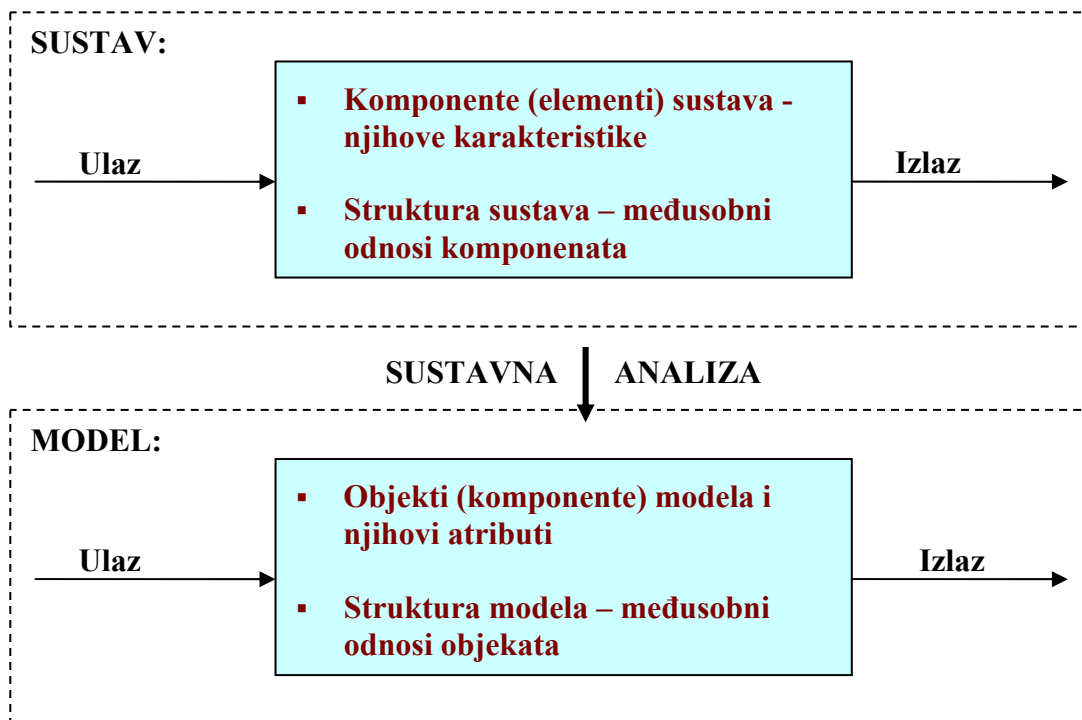 SUSTAV:
▪ Komponente (elementi) sustava -
njihove karakteristike
Ulaz
Izlaz
▪ Struktura sustava – međusobni
odnosi komponenata
SUSTAVNA ANALIZA
MODEL:
▪ Objekti (komponente) modela i
njihovi atributi
Ulaz
Izlaz
▪ Struktura modela – međusobni
odnosi objekata